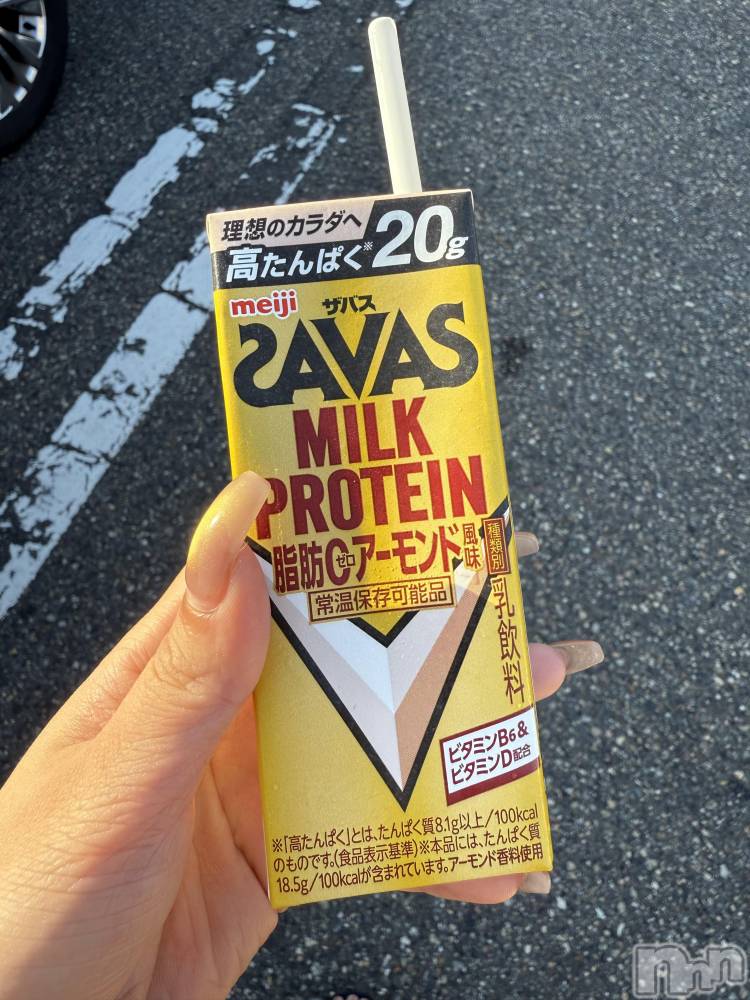 理想のカラダへ
高たんぱく※20g
meiji
ザバス
SAVAS
MILK
PROTEIN
脂肪0ゼロアーモンド風味
常温保存可能品
種類別
乳飲料
ビタミンB6&
ビタミンD配合
※「高たんぱく」とは、たんぱく質8.1g以上/100kcal
のものです。(食品表示基準)※本品には、たんぱく質
18.5g/100kcalが含まれています。アーモンド香料使用
nnn